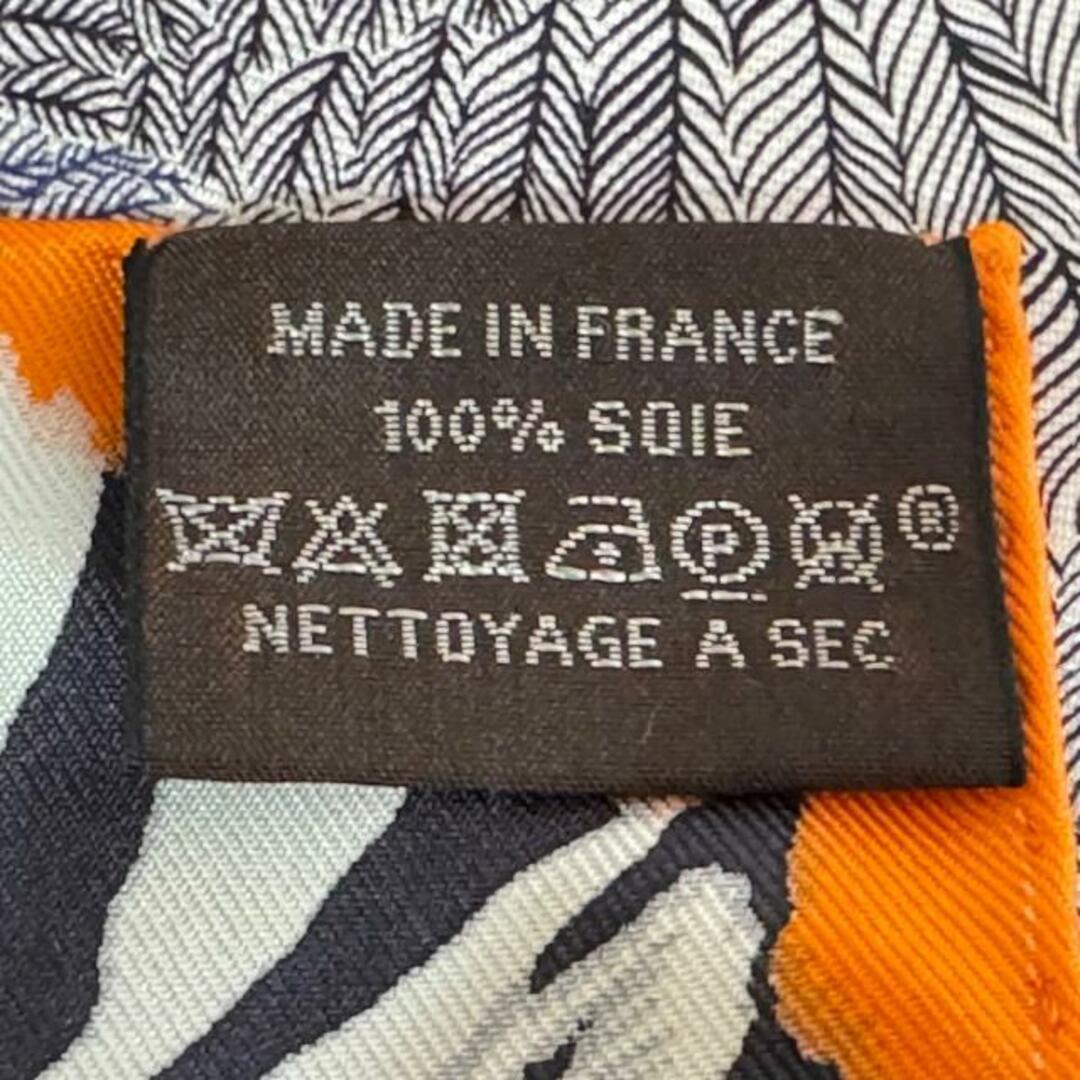 MADE IN FRANCE
100% SOIE
P W ®
NETTOYAGE A SEC